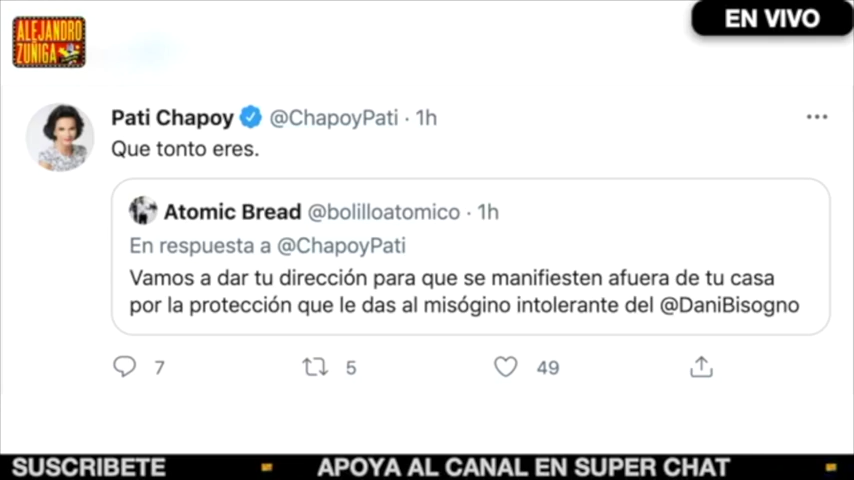 ALEJANDRO
ZUÑIGA
EN VIVO
Pati Chapoy @ChapoyPati · 1h
Que tonto eres.
Atomic Bread @bolilloatomico · 1h
En respuesta a @ChapoyPati
Vamos a dar tu dirección para que se manifiesten afuera de tu casa
por la protección que le das al misógino intolerante del @DaniBisogno
7 5 49
SUSCRIBETE APOYA AL CANAL EN SUPER CHAT